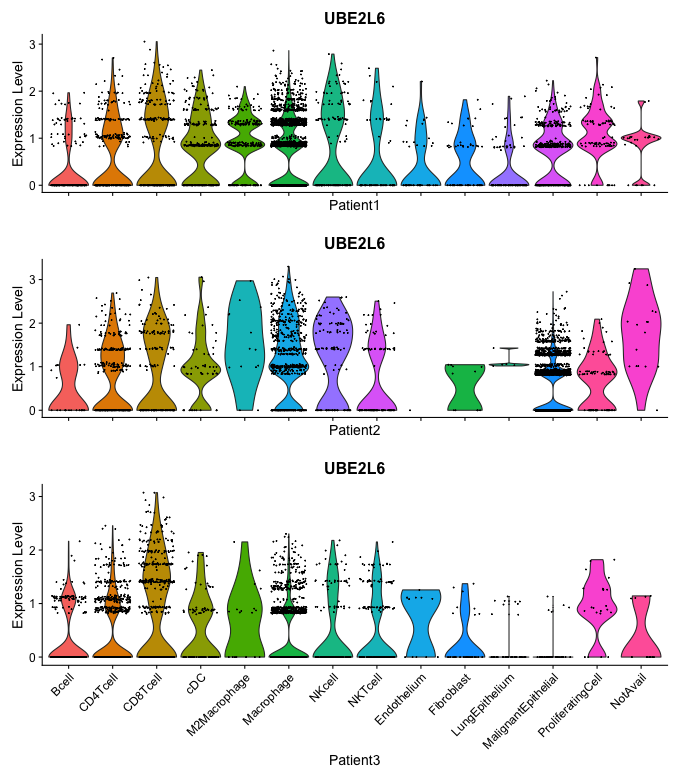 UBE2L6
Expression Level
3
2
1
0
Patient1
UBE2L6
Expression Level
3
2
1
0
Patient2
UBE2L6
Expression Level
3
2
1
0
Bcell
CD4Tcell
CD8Tcell
cDC
M2Macrophage
Macrophage
NKcell
NKTcell
Endothelium
Fibroblast
LungEpithelium
MalignantEpithelial
ProliferatingCell
NotAvail
Patient3